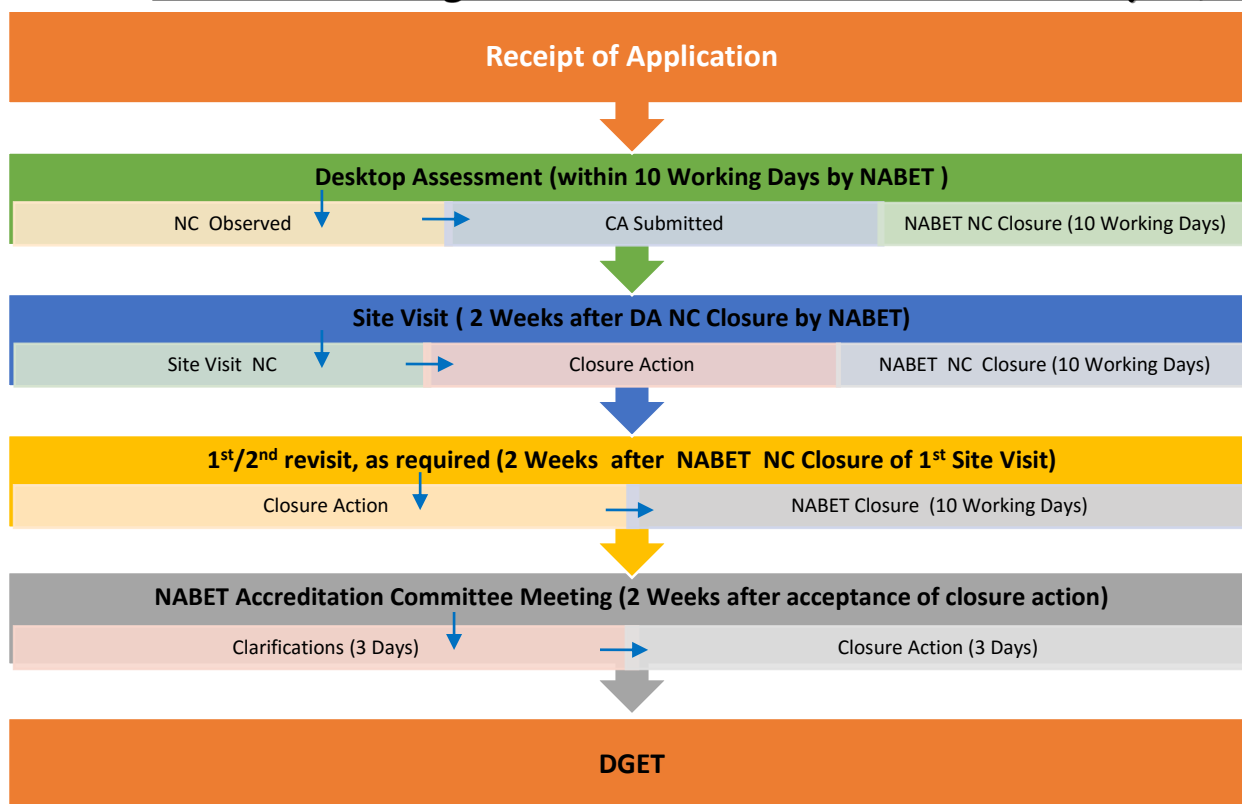 Receipt of Application
Desktop Assessment (within 10 Working Days by NABET )
NC Observed
CA Submitted
NABET NC Closure (10 Working Days)
Site Visit ( 2 Weeks after DA NC Closure by NABET)
Site Visit NC
Closure Action
NABET NC Closure (10 Working Days)
1st/2nd revisit, as required (2 Weeks after NABET NC Closure of 1st Site Visit)
Closure Action
NABET Closure (10 Working Days)
NABET Accreditation Committee Meeting (2 Weeks after acceptance of closure action)
Clarifications (3 Days)
Closure Action (3 Days)
DGET